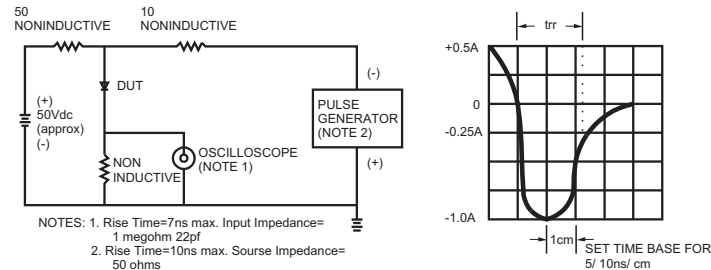 50
NONINDUCTIVE
10
NONINDUCTIVE
DUT
(+)
50Vdc
(approx)
(-)
NON
INDUCTIVE
OSCILLOSCOPE
(NOTE 1)
(-)
PULSE
GENERATOR
(NOTE 2)
(+)
NOTES: 1. Rise Time=7ns max. Input Impedance=
1 megohm 22pf
2. Rise Time=10ns max. Sourse Impedance=
50 ohms
trr
+0.5A
0
-0.25A
-1.0A
1cm
SET TIME BASE FOR
5/ 10ns/ cm